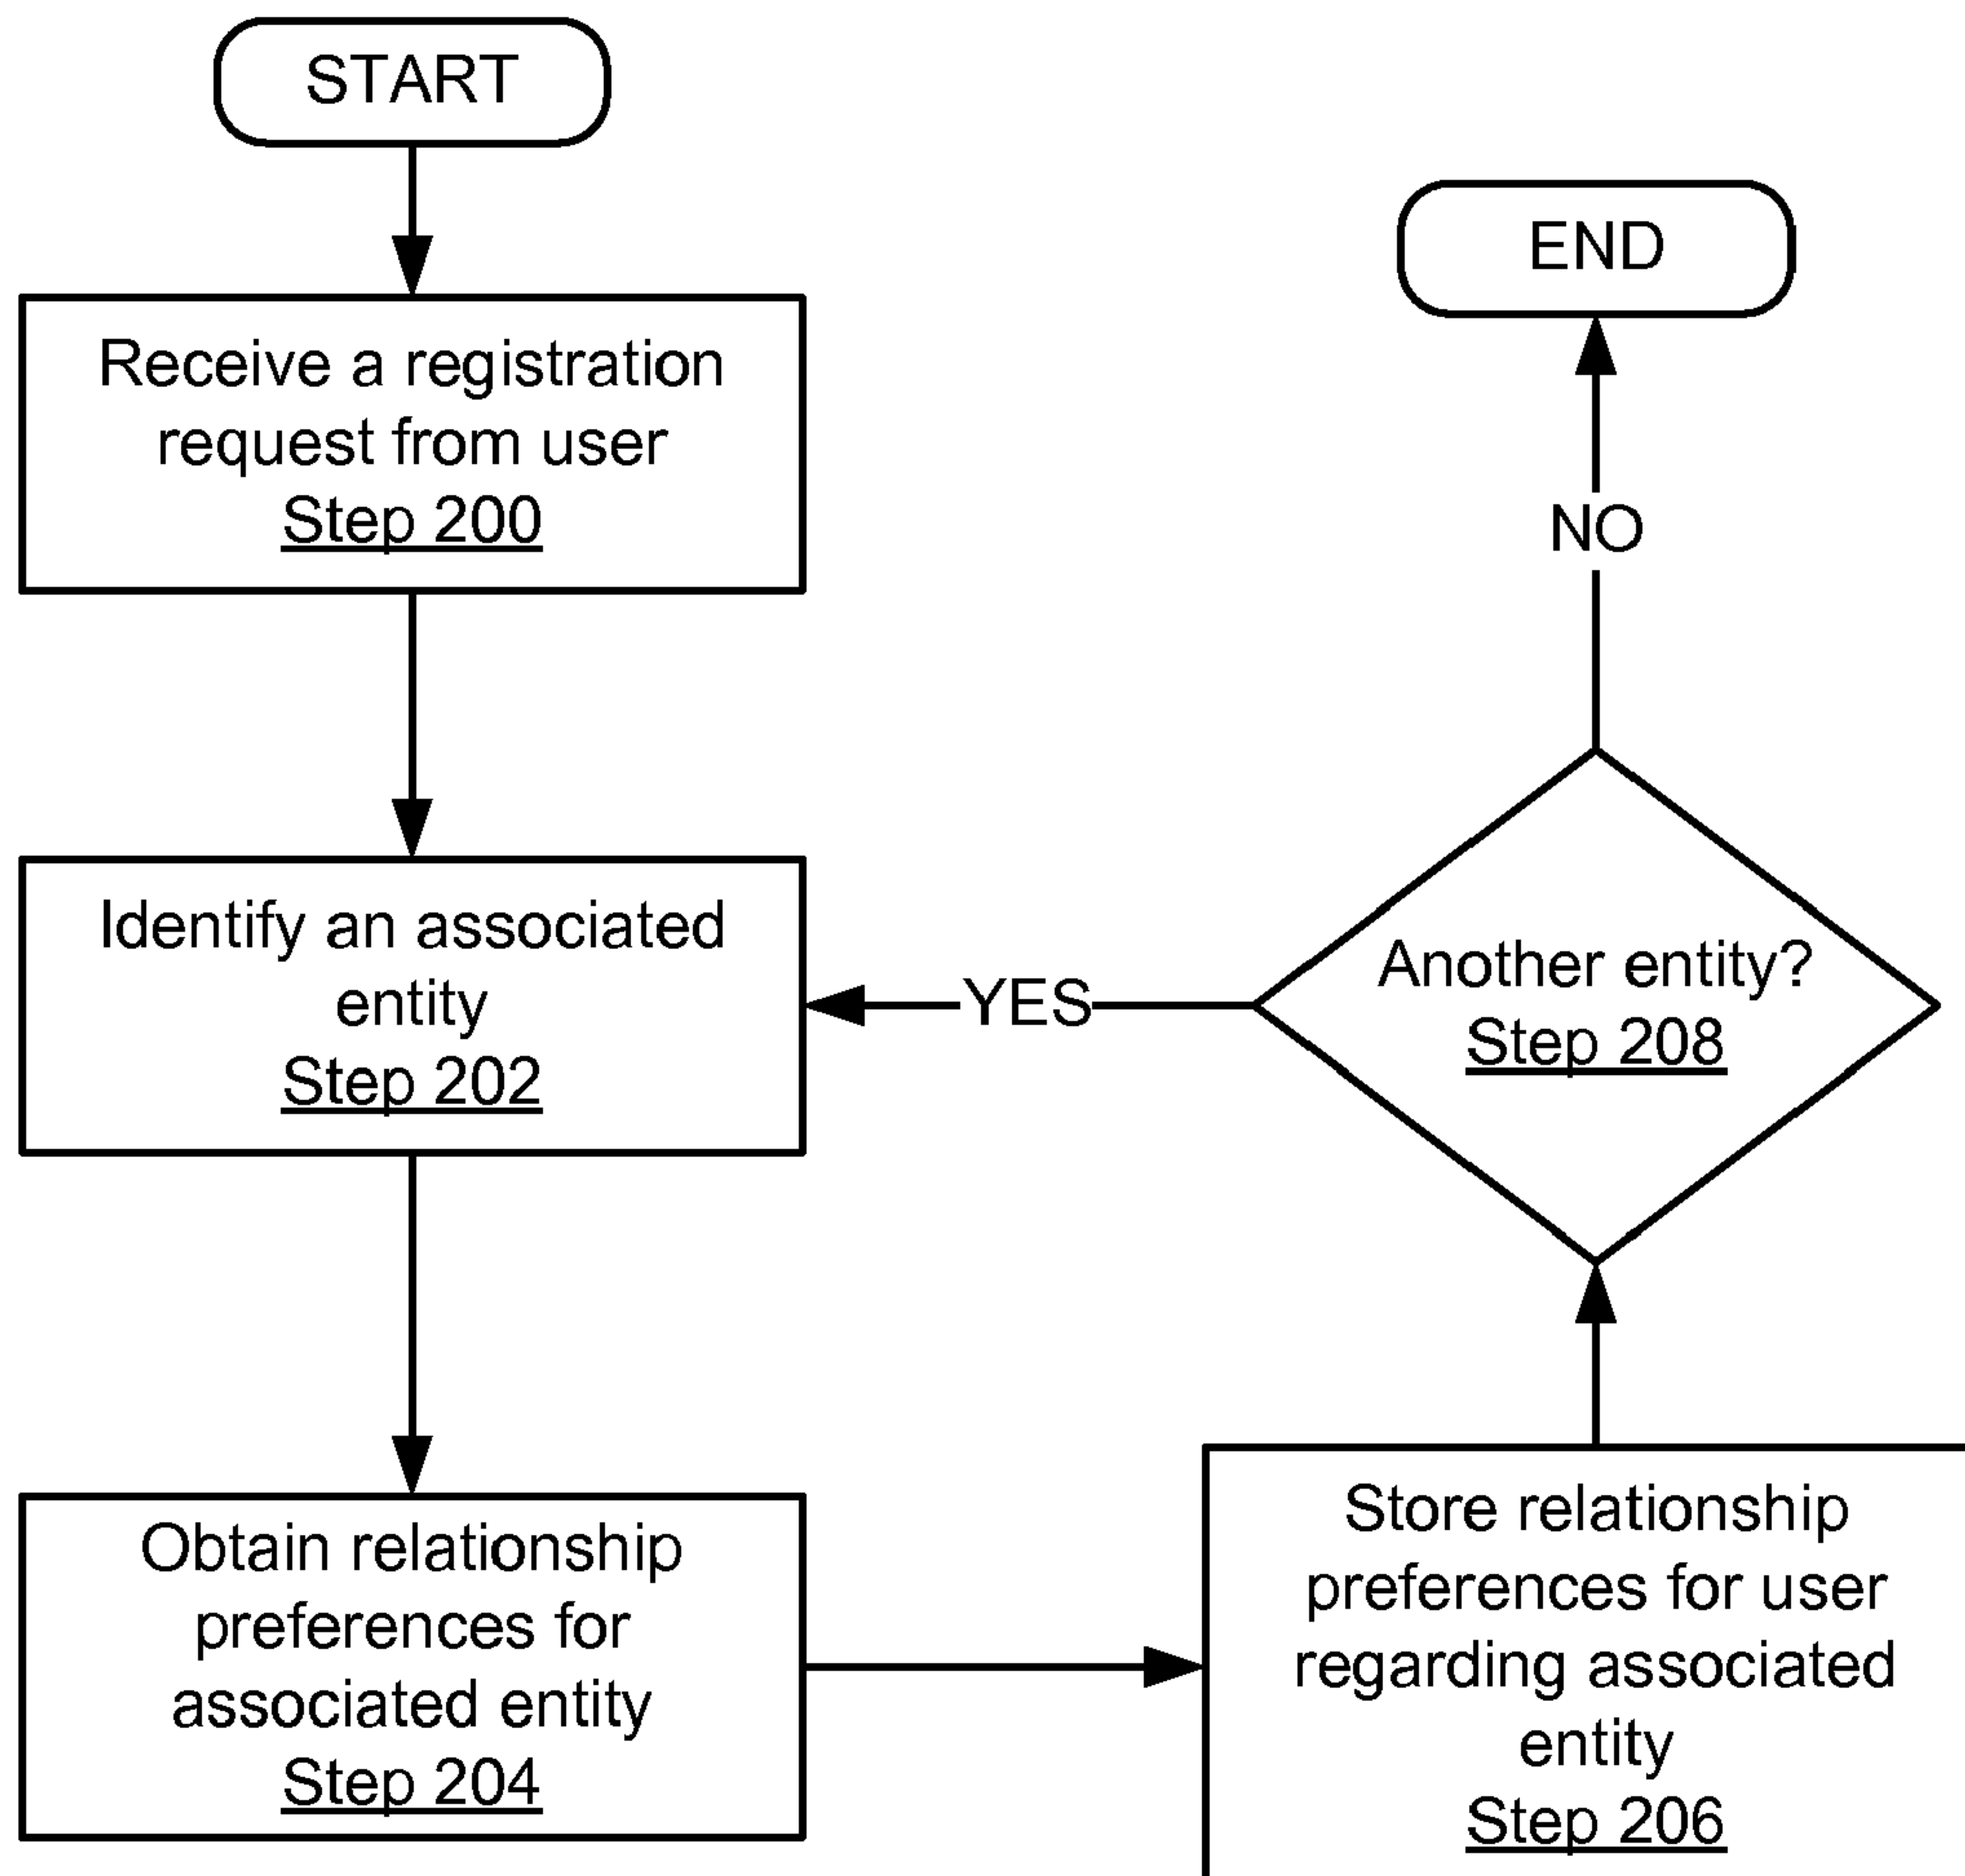 START
Receive a registration
request from user
Step 200
Identify an associated
entity
Step 202
Obtain relationship
preferences for
associated entity
Step 204
Store relationship
preferences for user
regarding associated
entity
Step 206
Another entity?
Step 208
YES
NO
END